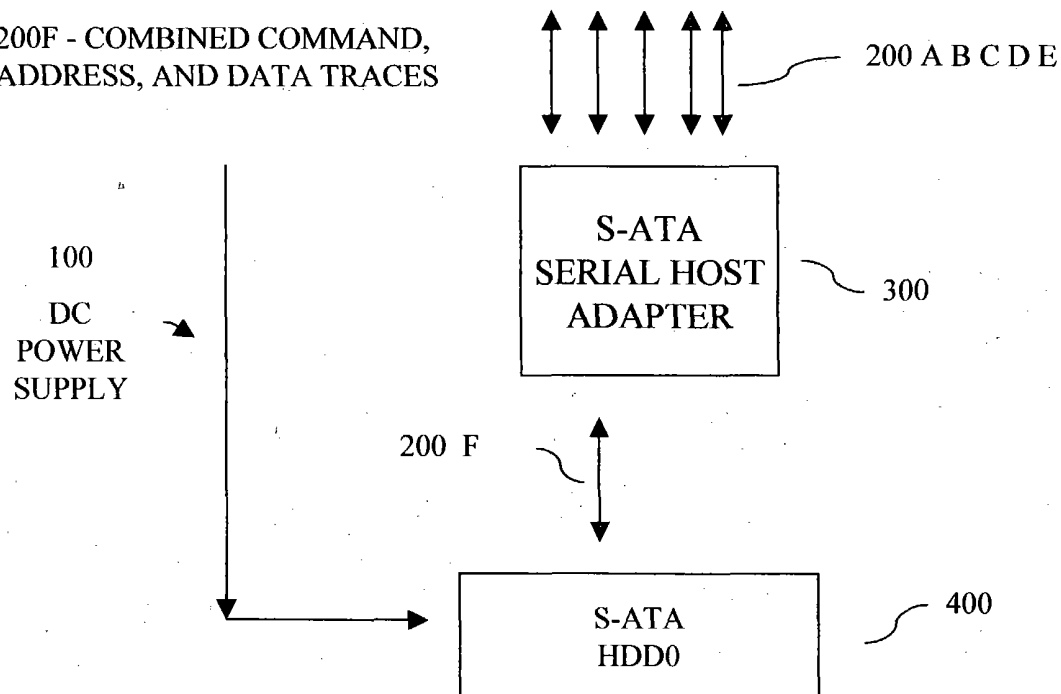 200F - COMBINED COMMAND,
ADDRESS, AND DATA TRACES
200 A B C D E
S-ATA
SERIAL HOST
ADAPTER
300
100
DC
POWER
SUPPLY
200 F
400
S-ATA
HDD0